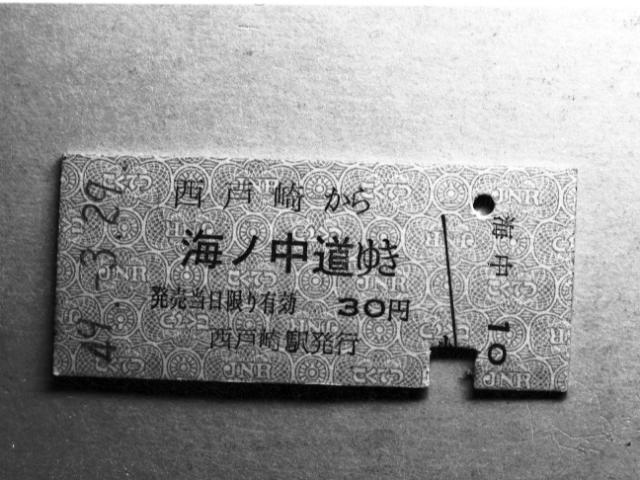 49.-3.29.
西戸崎から
海ノ中道ゆき
発売当日限り有効 30円
西戸崎駅発行
海中
小
10